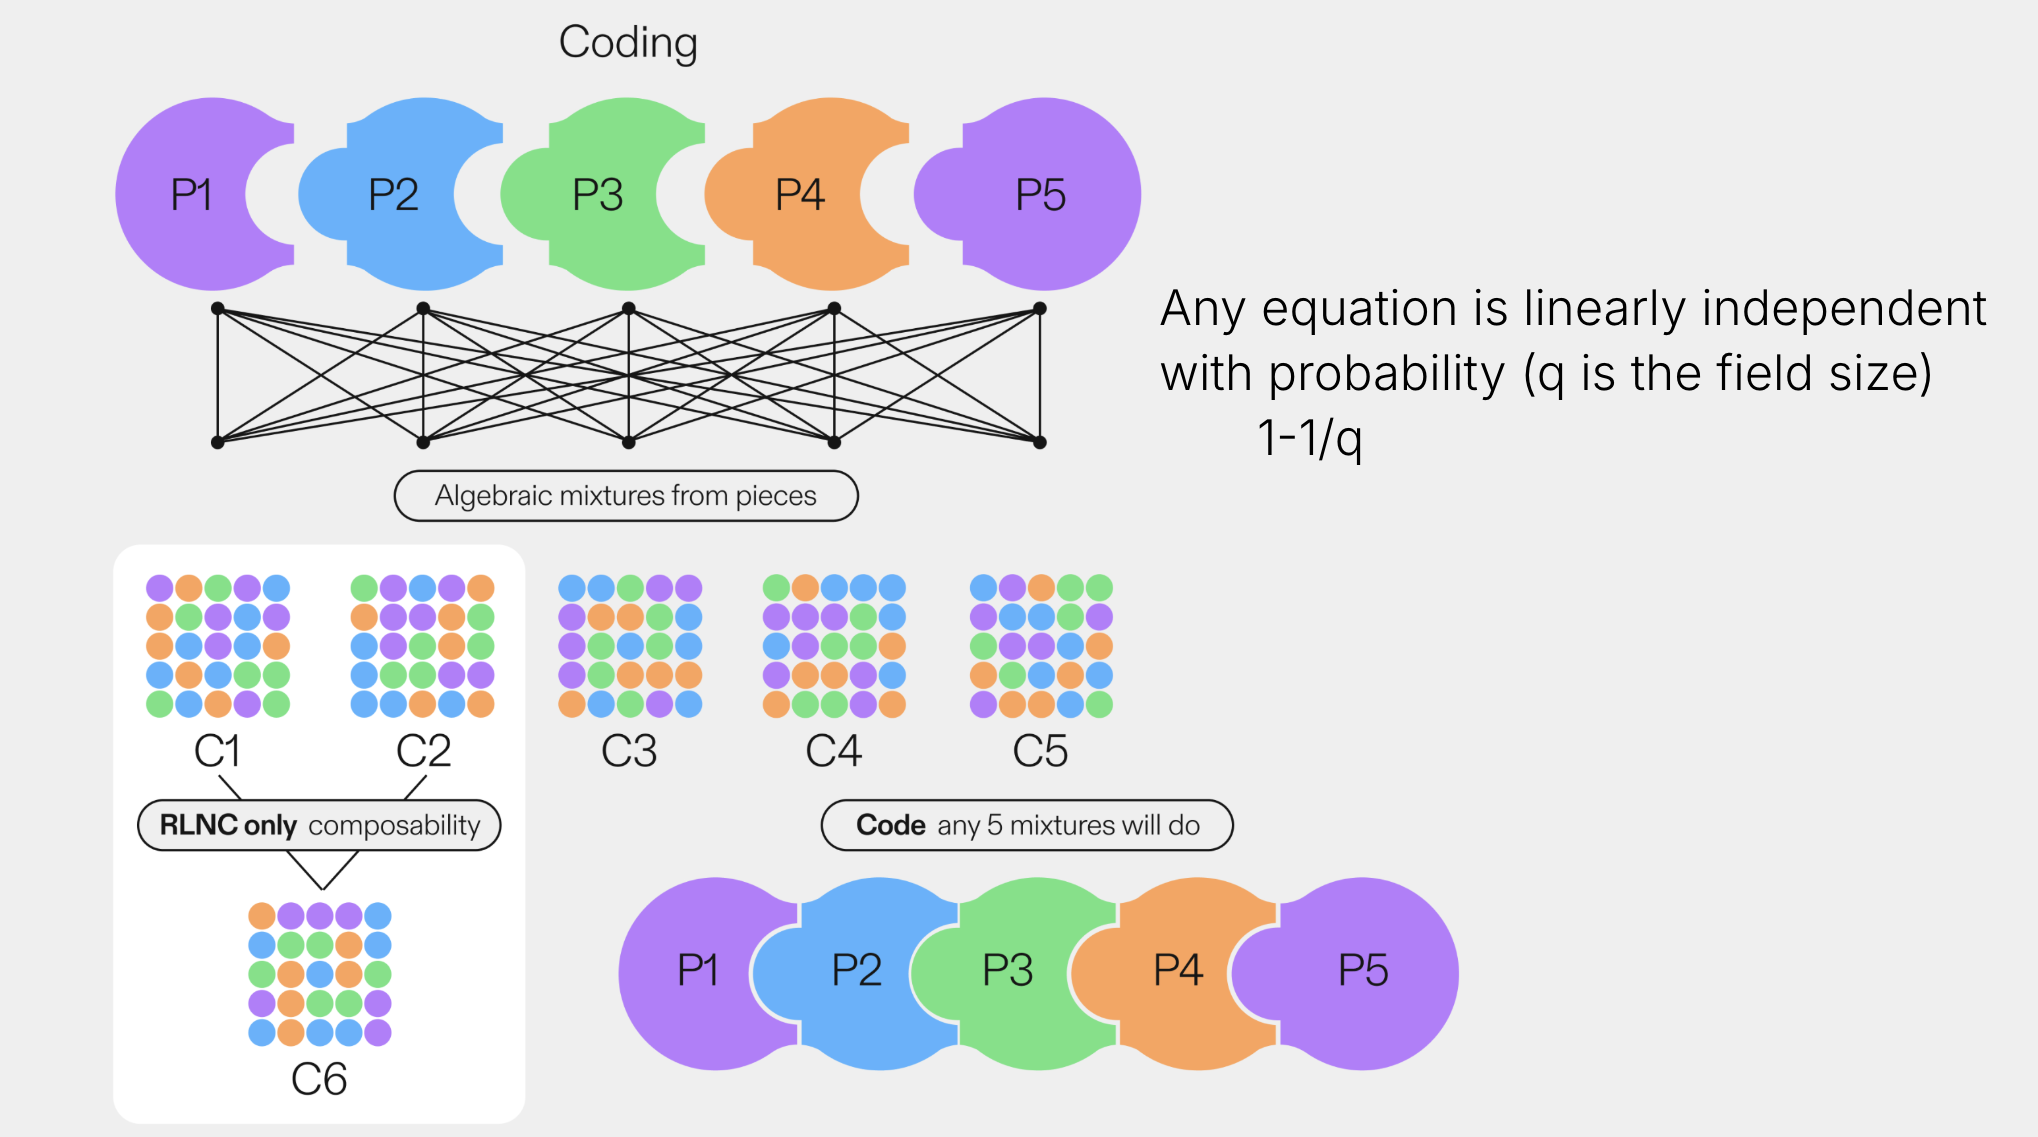 Coding
P1
P2
P3
P4
P5
Any equation is linearly independent
with probability (q is the field size)
1-1/q
Algebraic mixtures from pieces
C1
C2
C3
C4
C5
RLNC only composability
Code any 5 mixtures will do
C6
P1
P2
P3
P4
P5